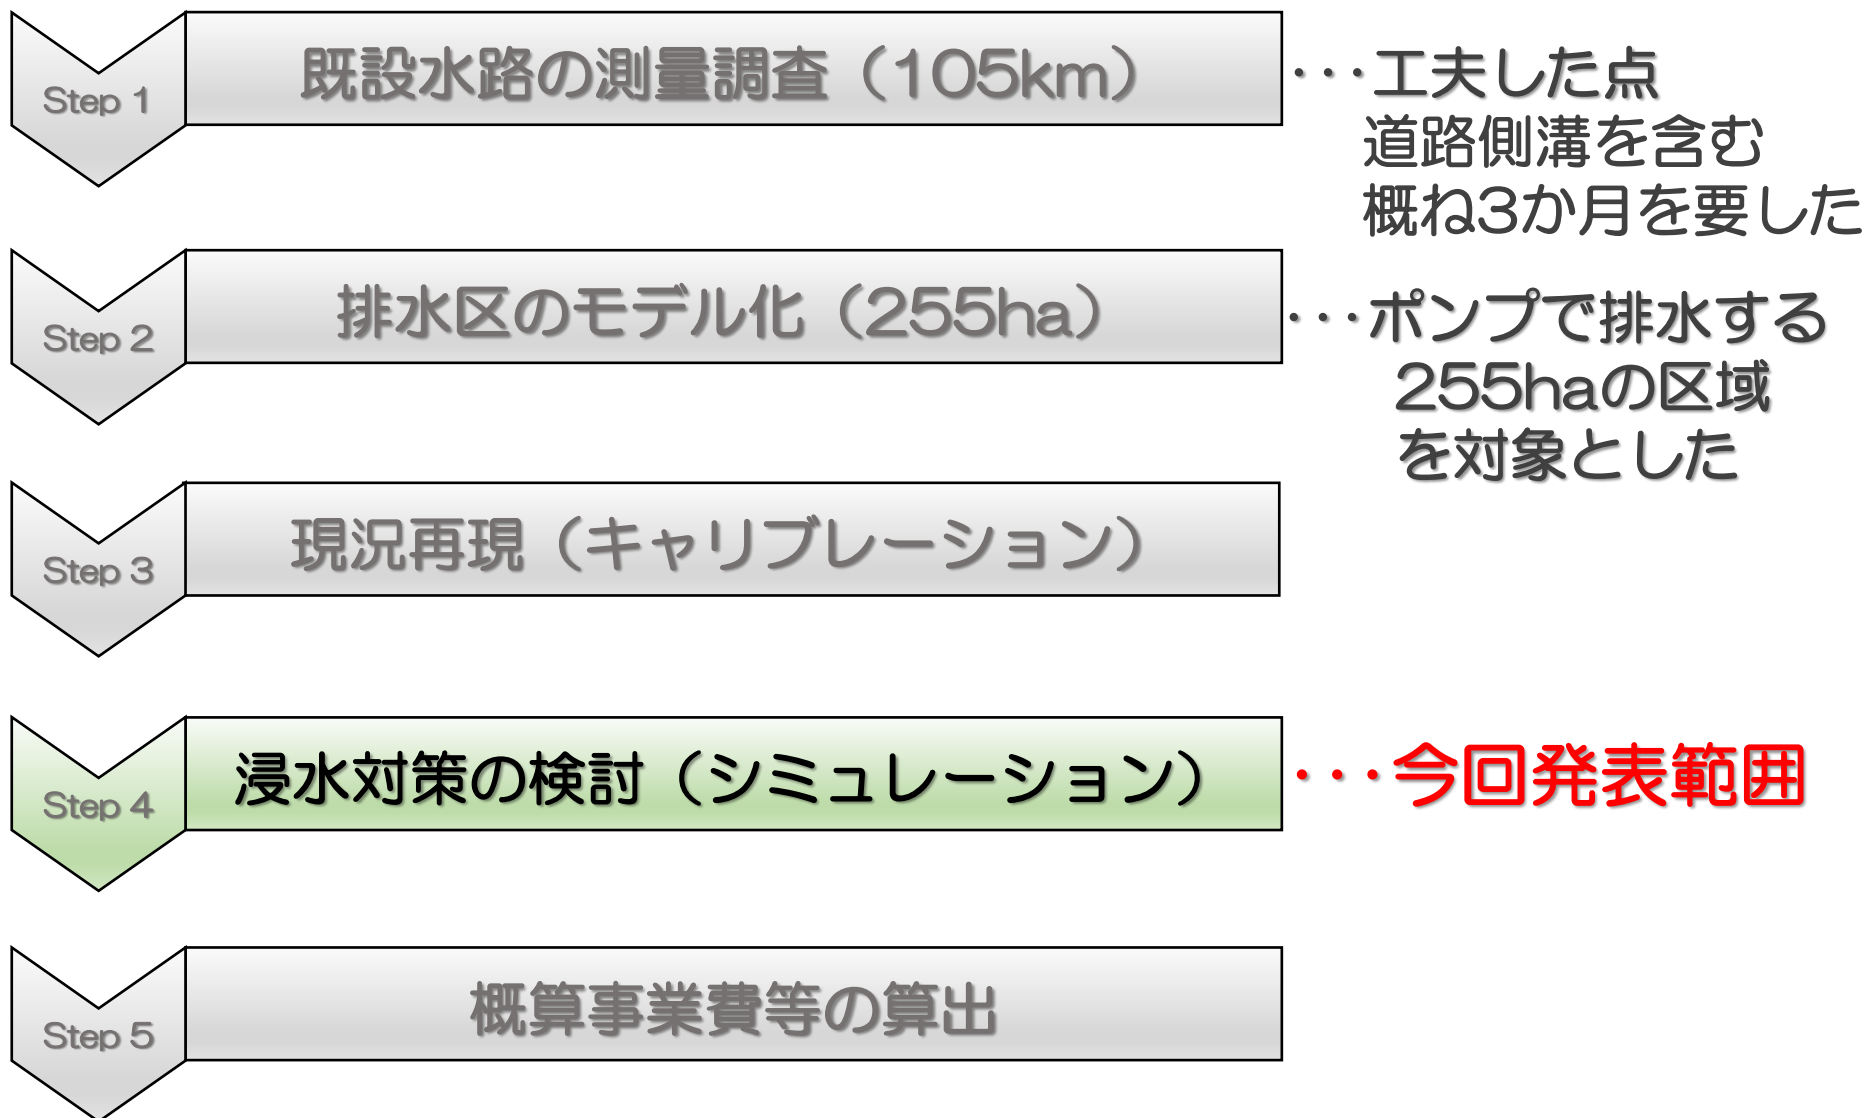 Step 1
既設水路の測量調査（105km）
･･･工夫した点
道路側溝を含む
概ね3か月を要した
Step 2
排水区のモデル化（255ha）
･･･ポンプで排水する
255haの区域
を対象とした
Step 3
現況再現（キャリブレーション）
Step 4
浸水対策の検討（シミュレーション）
･･･今回発表範囲
Step 5
概算事業費等の算出